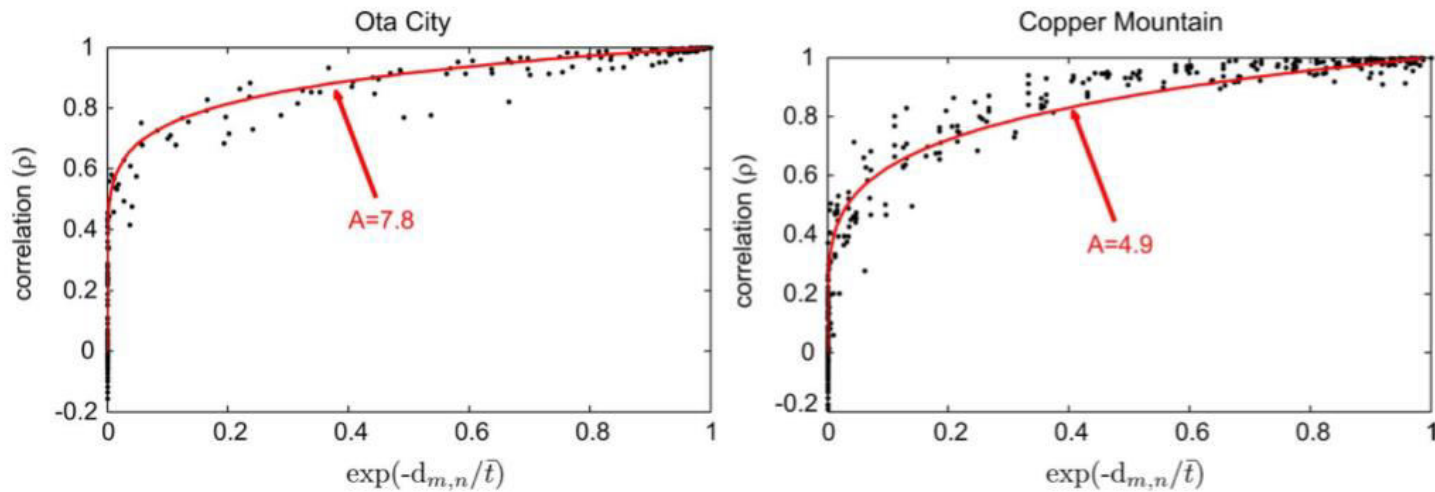 Ota City
1
0.8
0.6
0.4
0.2
0
-0.2
correlation (ρ)
A=7.8
0 0.2 0.4 0.6 0.8 1
exp(-d_{m,n}/t̄)
Copper Mountain
1
0.8
0.6
0.4
0.2
0
-0.2
correlation (ρ)
A=4.9
0 0.2 0.4 0.6 0.8 1
exp(-d_{m,n}/t̄)